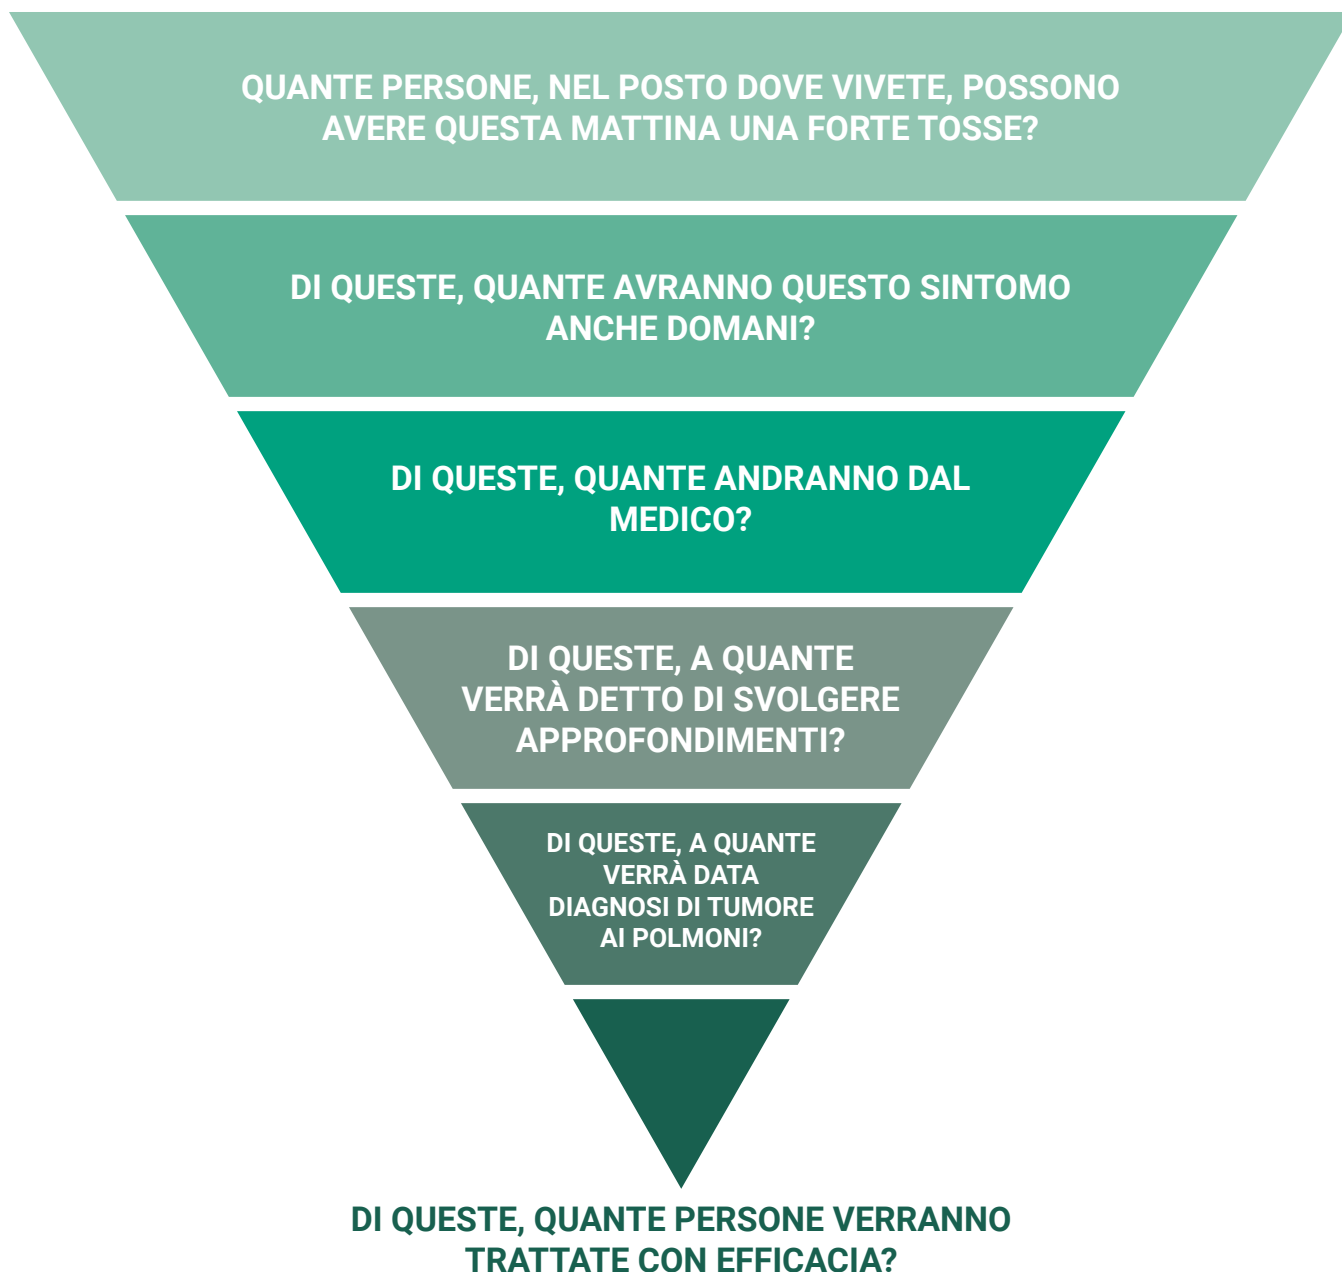 QUANTE PERSONE, NEL POSTO DOVE VIVETE, POSSONO
AVERE QUESTA MATTINA UNA FORTE TOSSE?
DI QUESTE, QUANTE AVRANNO QUESTO SINTOMO
ANCHE DOMANI?
DI QUESTE, QUANTE ANDRANNO DAL
MEDICO?
DI QUESTE, A QUANTE
VERRÀ DETTO DI SVOLGERE
APPROFONDIMENTI?
DI QUESTE, A QUANTE
VERRÀ DATA
DIAGNOSI DI TUMORE
AI POLMONI?
DI QUESTE, QUANTE PERSONE VERRANNO
TRATTATE CON EFFICACIA?